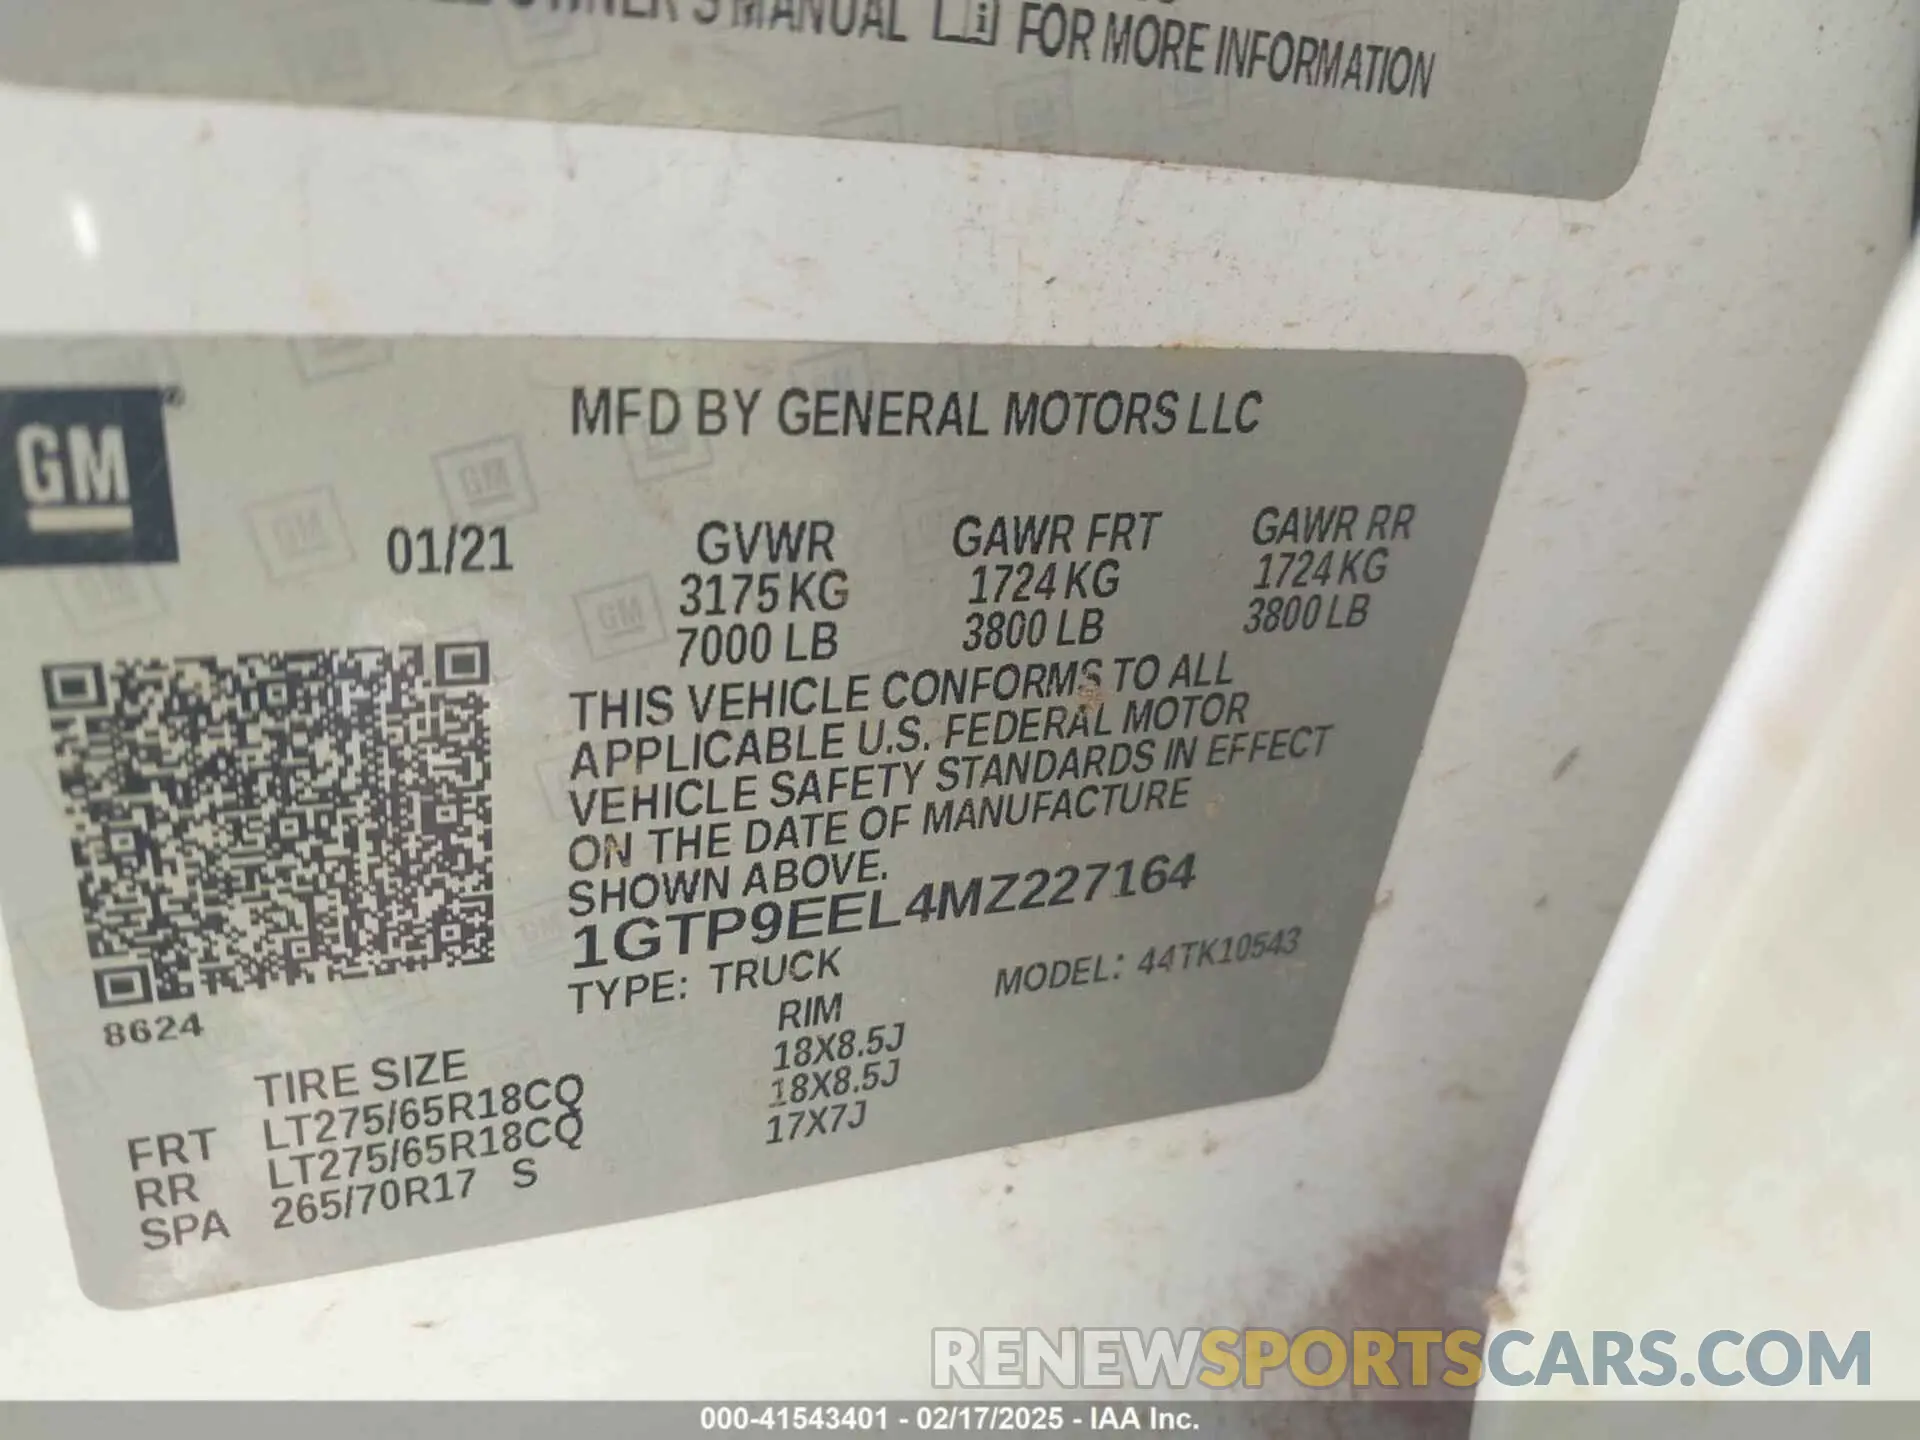 OWNER'S MANUAL i FOR MORE INFORMATION
GM
MFD BY GENERAL MOTORS LLC
01/21 GVWR GAWR FRT GAWR RR
3175 KG 1724 KG 1724 KG
7000 LB 3800 LB 3800 LB
THIS VEHICLE CONFORMS TO ALL
APPLICABLE U.S. FEDERAL MOTOR
VEHICLE SAFETY STANDARDS IN EFFECT
ON THE DATE OF MANUFACTURE
SHOWN ABOVE.
1GTP9EEL4MZ227164
TYPE: TRUCK MODEL: 44TK10543
8624
TIRE SIZE RIM
FRT LT275/65R18CQ 18X8.5J
RR LT275/65R18CQ 18X8.5J
SPA 265/70R17 S 17X7J
RENEWSPORTSCARS.COM
000-41543401 - 02/17/2025 - IAA Inc.